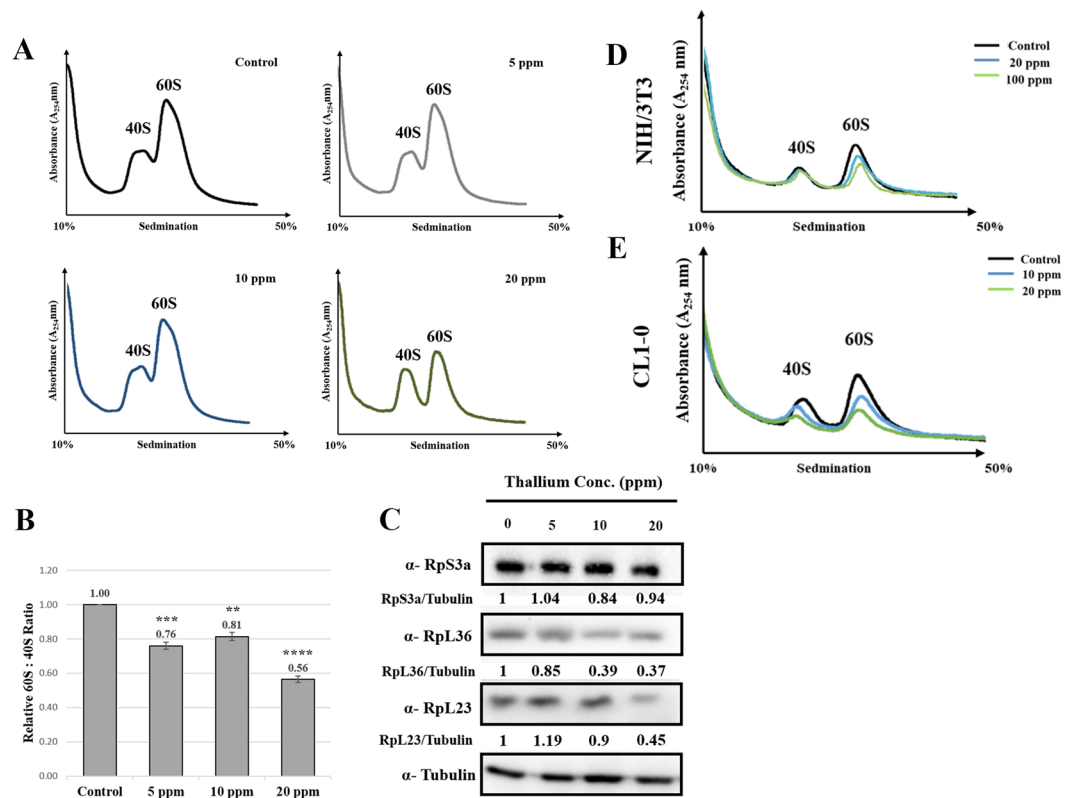 A
Control
60S
40S
Absorbance (A254nm)
10%
Sedmination
50%
5 ppm
60S
40S
Absorbance (A254nm)
10%
Sedmination
50%
10 ppm
60S
40S
Absorbance (A254nm)
10%
Sedmination
50%
20 ppm
60S
40S
Absorbance (A254nm)
10%
Sedmination
50%
B
Relative 60S : 40S Ratio
1.20
1.00
0.80
0.60
0.40
0.20
0.00
1.00
***
0.76
**
0.81
****
0.56
Control 5 ppm 10 ppm 20 ppm
C
Thallium Conc. (ppm)
0 5 10 20
α- RpS3a
RpS3a/Tubulin 1 1.04 0.84 0.94
α- RpL36
RpL36/Tubulin 1 0.85 0.39 0.37
α- RpL23
RpL23/Tubulin 1 1.19 0.9 0.45
α- Tubulin
D
NIH/3T3
Absorbance (A254 nm)
Control
20 ppm
100 ppm
40S
60S
10%
Sedmination
50%
E
CL1-0
Absorbance (A254 nm)
Control
10 ppm
20 ppm
40S
60S
10%
Sedmination
50%